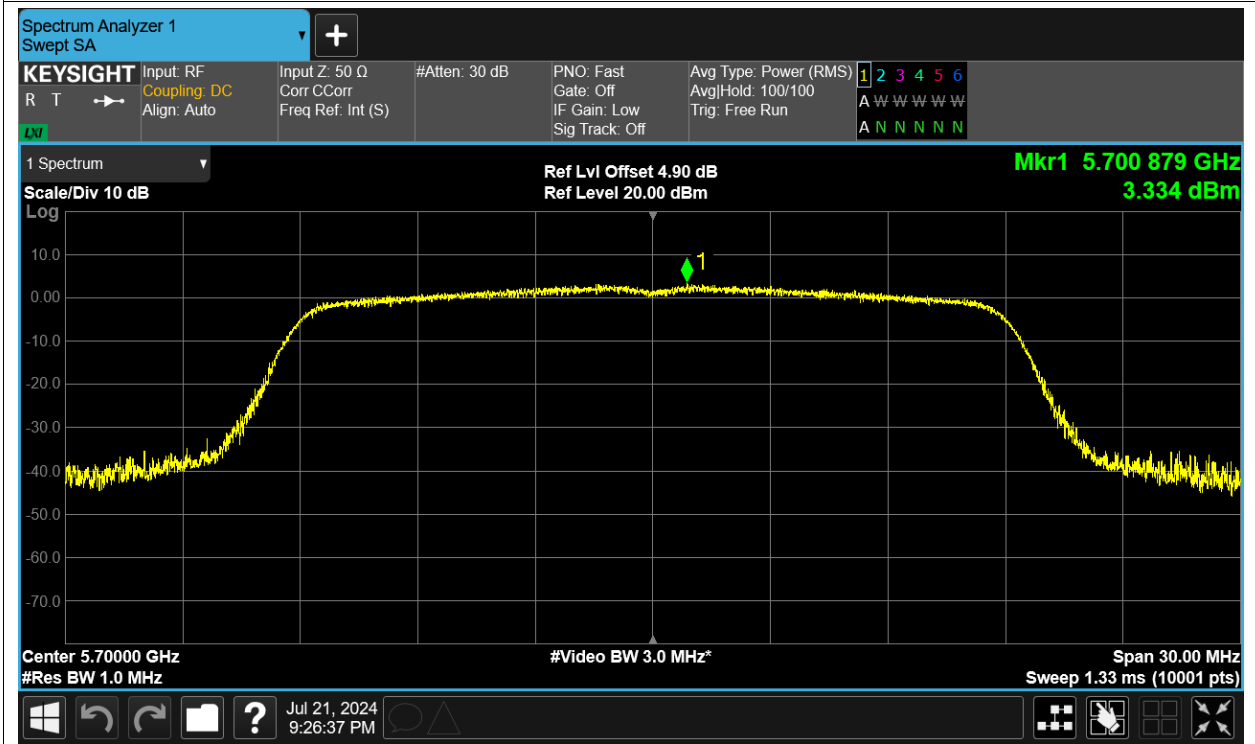 Spectrum Analyzer 1
Swept SA
KEYSIGHT
R T
LXI
Input: RF
Coupling: DC
Align: Auto
Input Z: 50 Ω
Corr CCorr
Freq Ref: Int (S)
#Atten: 30 dB
PNO: Fast
Gate: Off
IF Gain: Low
Sig Track: Off
Avg Type: Power (RMS)
Avg|Hold: 100/100
Trig: Free Run
1 2 3 4 5 6
A W W W W W
A N N N N N
1 Spectrum
Scale/Div 10 dB
Log
Ref Lvl Offset 4.90 dB
Ref Level 20.00 dBm
Mkr1 5.700 879 GHz
3.334 dBm
1
10.0
0.00
-10.0
-20.0
-30.0
-40.0
-50.0
-60.0
-70.0
Center 5.70000 GHz
#Res BW 1.0 MHz
#Video BW 3.0 MHz*
Span 30.00 MHz
Sweep 1.33 ms (10001 pts)
?
Jul 21, 2024
9:26:37 PM